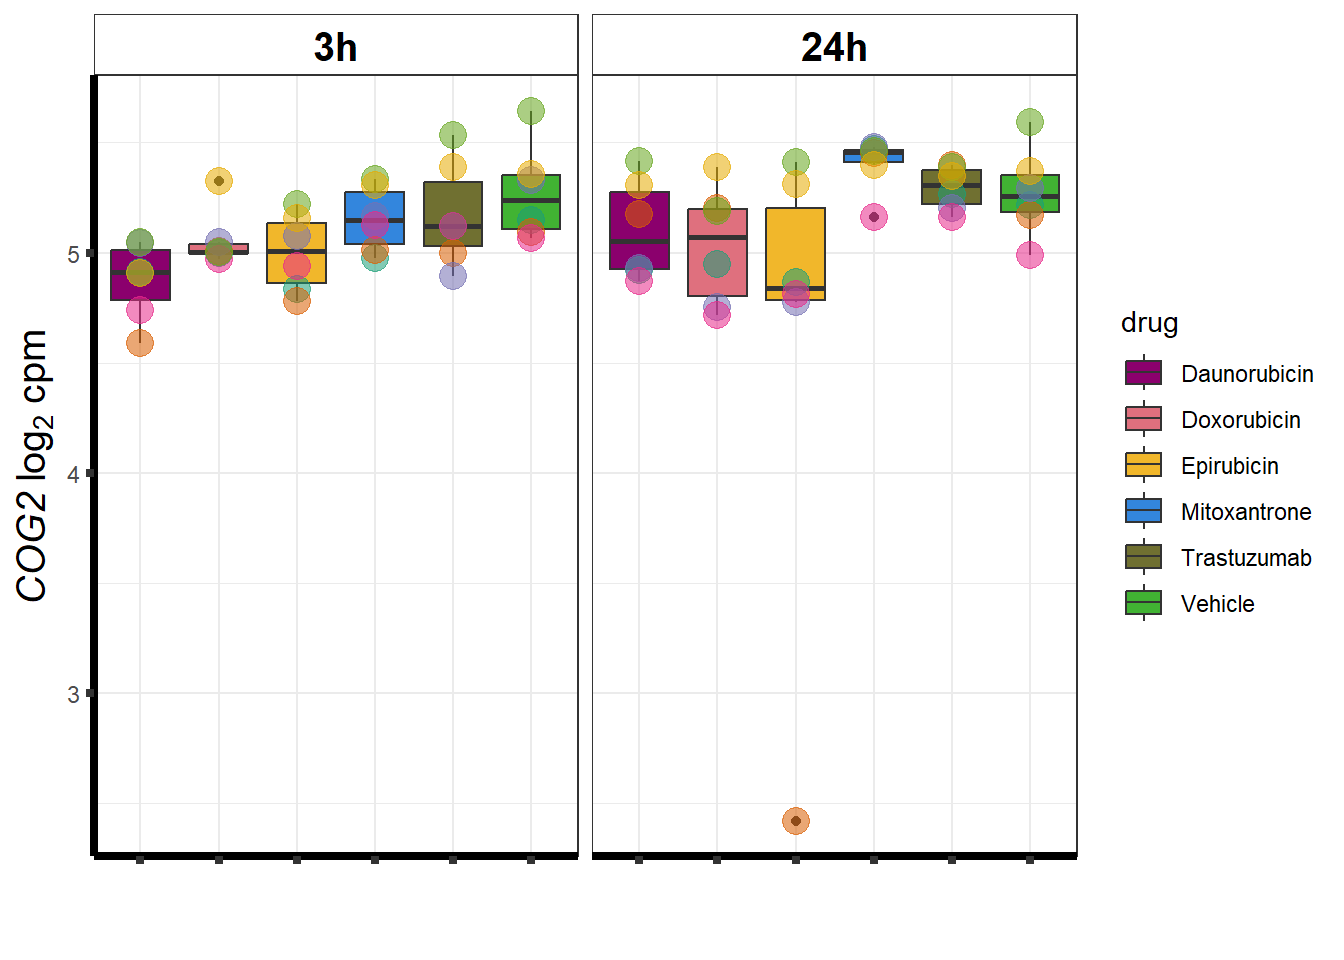 3h
24h
COG2 log₂ cpm
5
4
3
drug
Daunorubicin
Doxorubicin
Epirubicin
Mitoxantrone
Trastuzumab
Vehicle